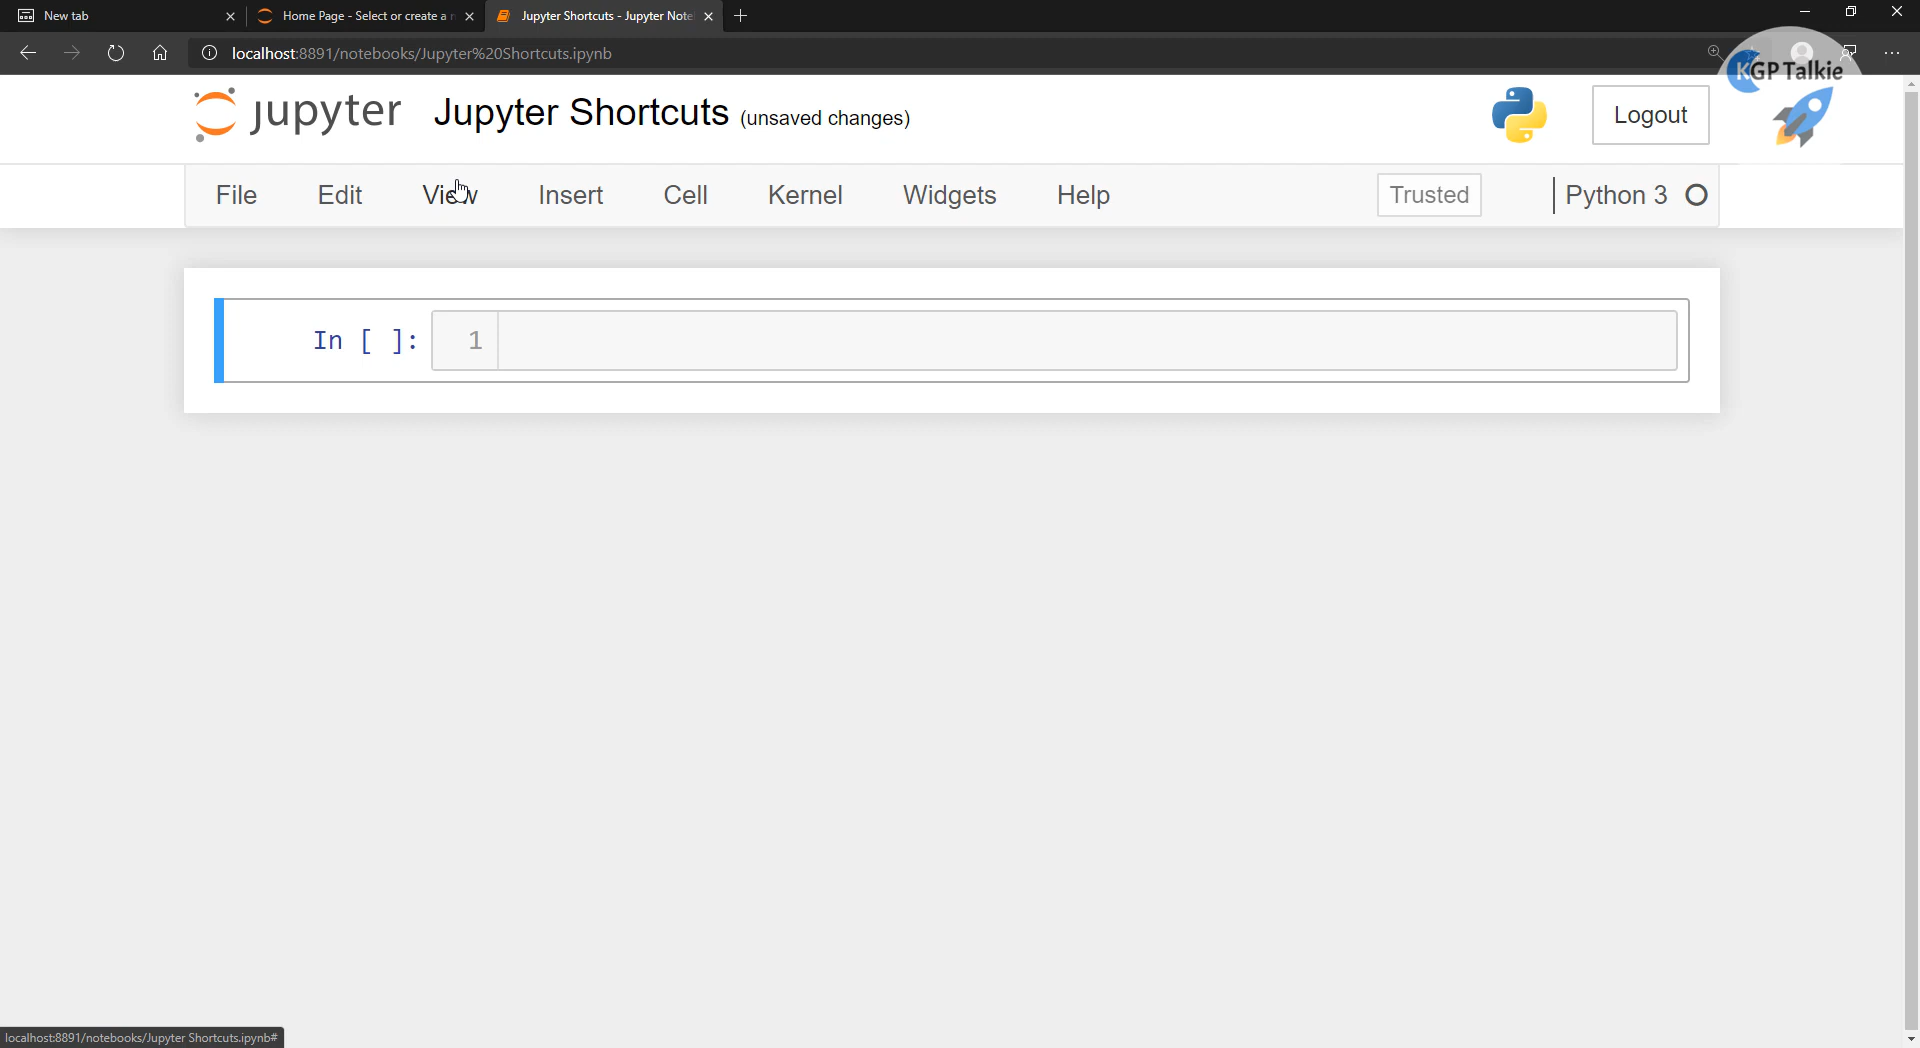 New tab
Home Page - Select or create a
Jupyter Shortcuts - Jupyter Note
localhost:8891/notebooks/Jupyter%20Shortcuts.ipynb
KGP Talkie
jupyter Jupyter Shortcuts (unsaved changes)
Logout
File Edit View Insert Cell Kernel Widgets Help Trusted Python 3
In [ ]: 1
localhost:8891/notebooks/Jupyter Shortcuts.ipynb#